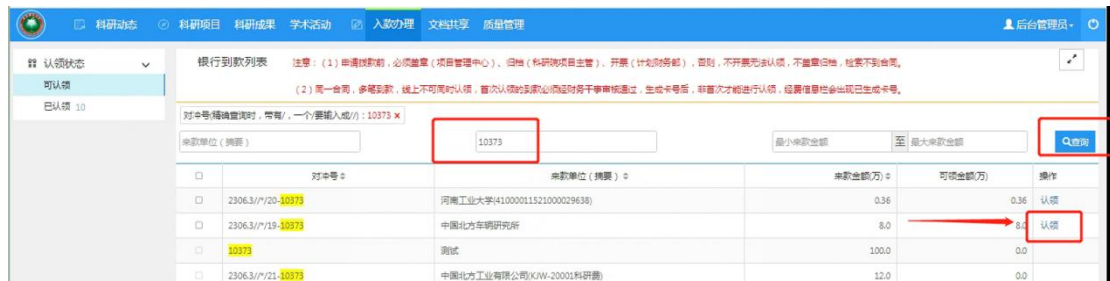 科研动态 科研项目 科研成果 学术活动 入款办理 文档共享 质量管理 后台管理员
认领状态
可认领
已认领 10
银行到款列表 注意：（1）申请拨款前，必须盖章（项目管理中心）、归档（科研院项目主管）、开票（计划财务部），否则，不开票无法认领，不盖章归档，检索不到合同。
（2）同一合同，多笔到款，线上不可同时认领，首次认领的到款必须经财务干事审核通过，生成卡号后，非首次才能进行认领，经费信息栏会出现已生成卡号。
对冲号(精确查询时，带有/，一个/要输入成//)：10373 ×
来款单位（摘要） 10373 最小来款金额 至 最大来款金额 查询
对冲号 来款单位（摘要） 来款金额(万) 可领金额(万) 操作
2306.3//*/20-10373 河南工业大学(41000011521000029638) 0.36 0.36 认领
2306.3//*/19-10373 中国北方车辆研究所 8.0 8.0 认领
10373 测试 100.0 0.0
2306.3//*/21-10373 中国北方工业有限公司(KJW-20001科研费) 12.0 0.0